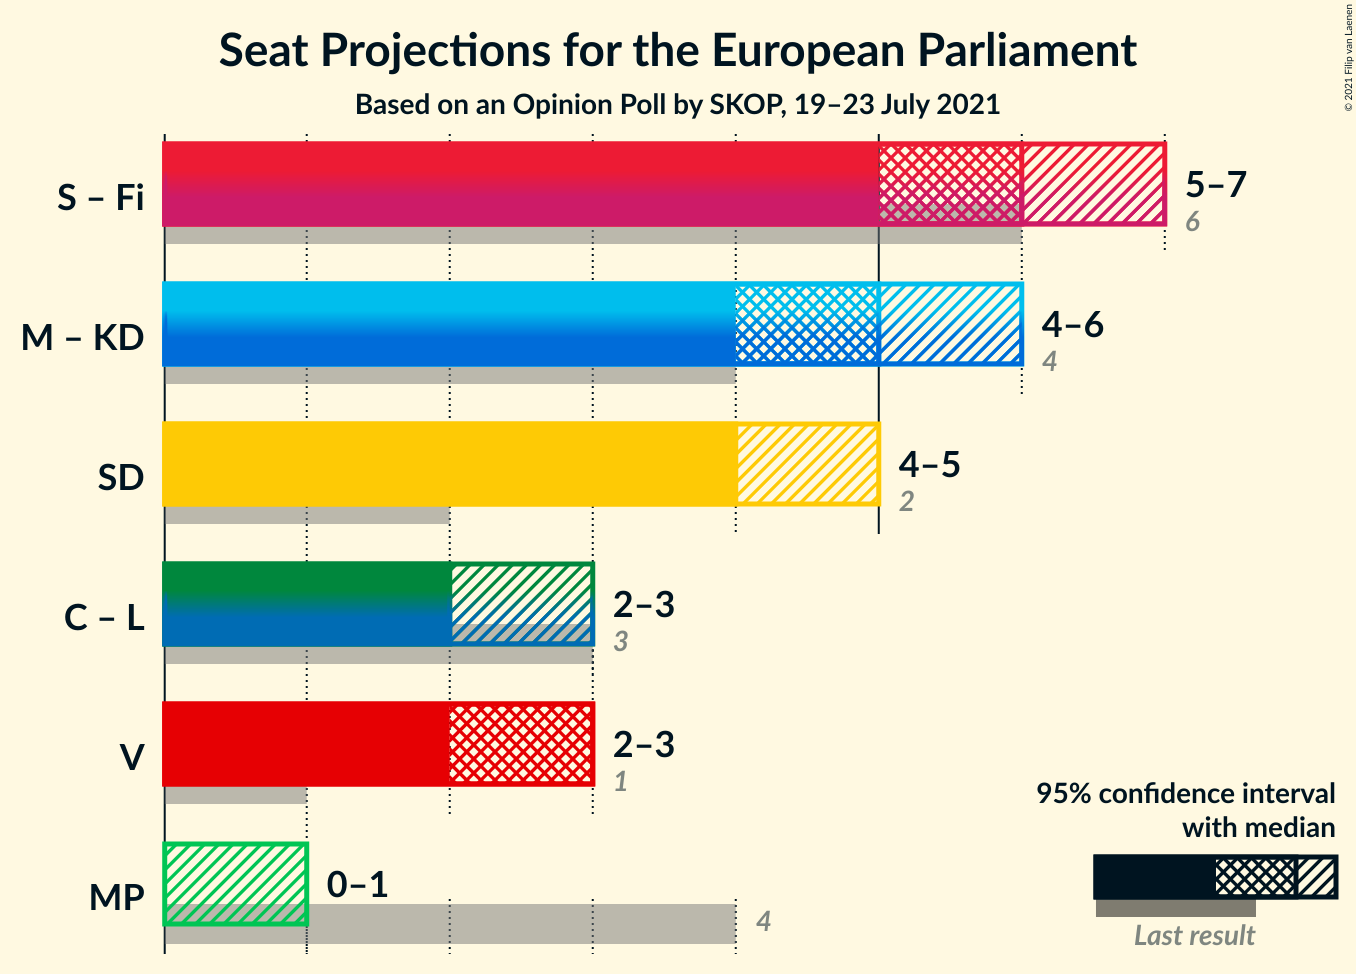 Seat Projections for the European Parliament
Based on an Opinion Poll by SKOP, 19–23 July 2021
© 2021 Filip van Laenen
S – Fi
5–7
6
M – KD
4–6
4
SD
4–5
2
C – L
2–3
3
V
2–3
1
MP
0–1
4
95% confidence interval
with median
Last result